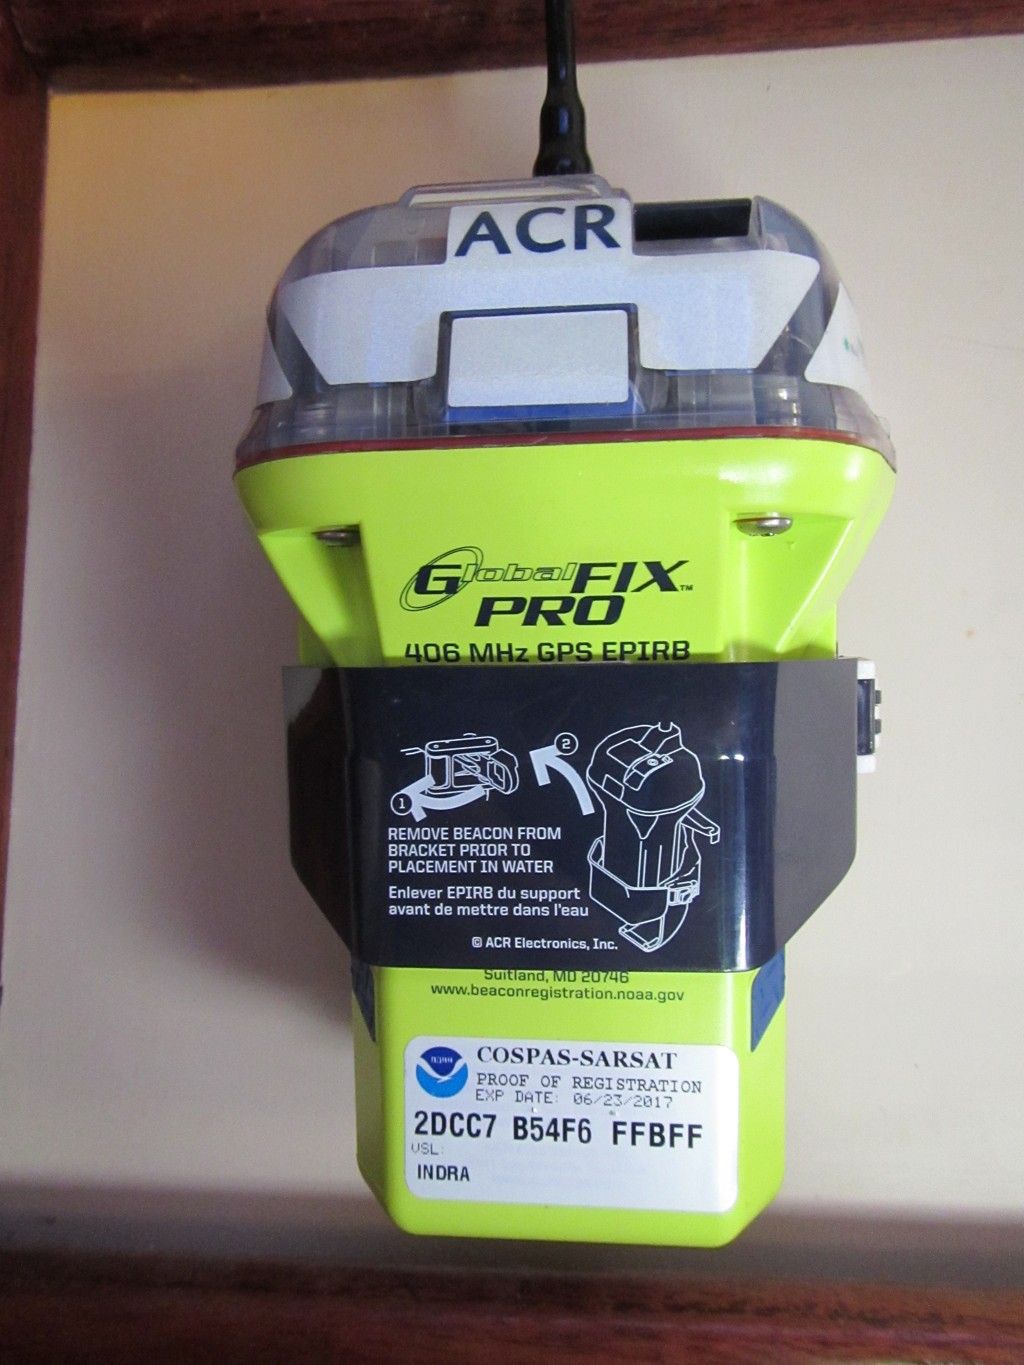 ACR
GlobalFIX™
PRO
406 MHz GPS EPIRB
1
2
REMOVE BEACON FROM
BRACKET PRIOR TO
PLACEMENT IN WATER
Enlever EPIRB du support
avant de mettre dans l'eau
© ACR Electronics, Inc.
Suitland, MD 20746
www.beaconregistration.noaa.gov
noaa
COSPAS-SARSAT
PROOF OF REGISTRATION
EXP DATE: 06/23/2017
2DCC7 B54F6 FFBFF
VSL:
INDRA